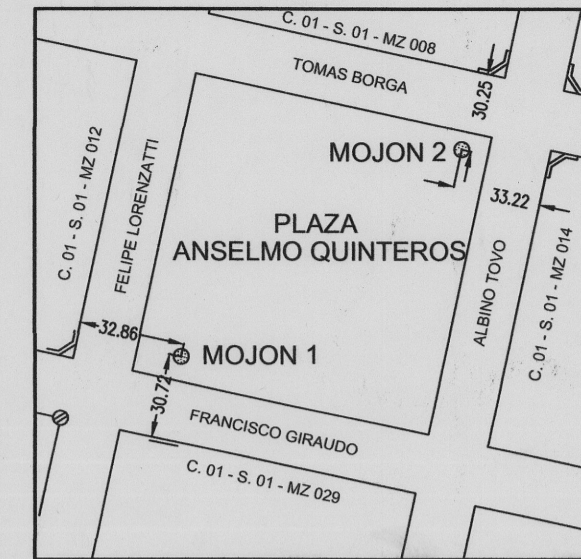 C. 01 - S. 01 - MZ 008
TOMAS BORGA
30.25
C. 01 - S. 01 - MZ 012
FELIPE LORENZATTI
MOJON 2
33.22
PLAZA
ANSELMO QUINTEROS
ALBINO TOVO
C. 01 - S. 01 - MZ 014
32.86
MOJON 1
30.72
FRANCISCO GIRAUDO
C. 01 - S. 01 - MZ 029